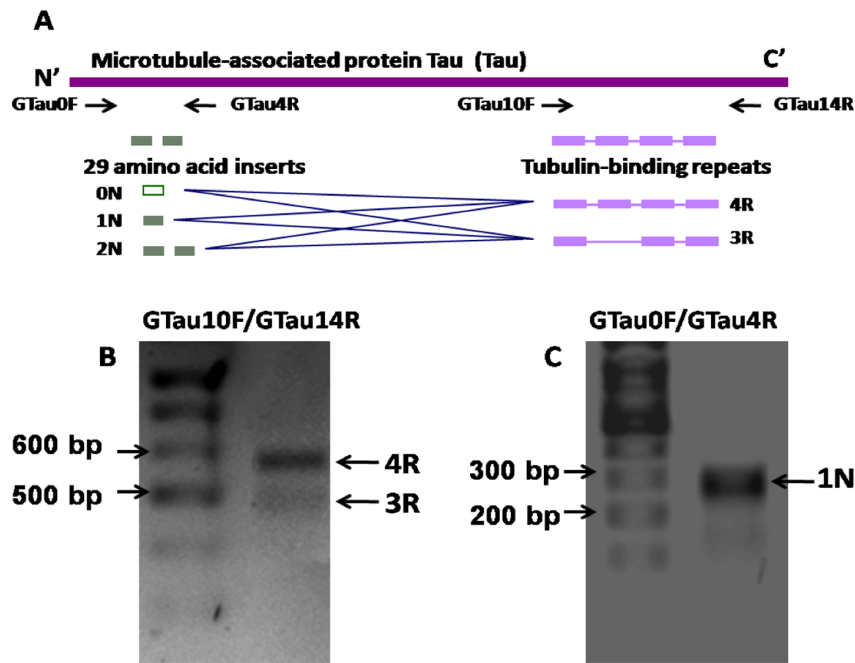 A
Microtubule-associated protein Tau (Tau)
N’
C’
GTau0F
GTau4R
GTau10F
GTau14R
29 amino acid inserts
Tubulin-binding repeats
0N
1N
2N
4R
3R
GTau10F/GTau14R
GTau0F/GTau4R
B
C
600 bp
500 bp
4R
3R
300 bp
200 bp
1N